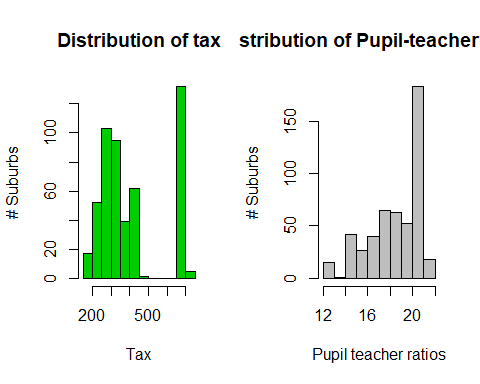 Distribution of tax
# Suburbs
0 20 60 100
200 500
Tax
stribution of Pupil-teacher
# Suburbs
0 50 100 150
12 16 20
Pupil teacher ratios